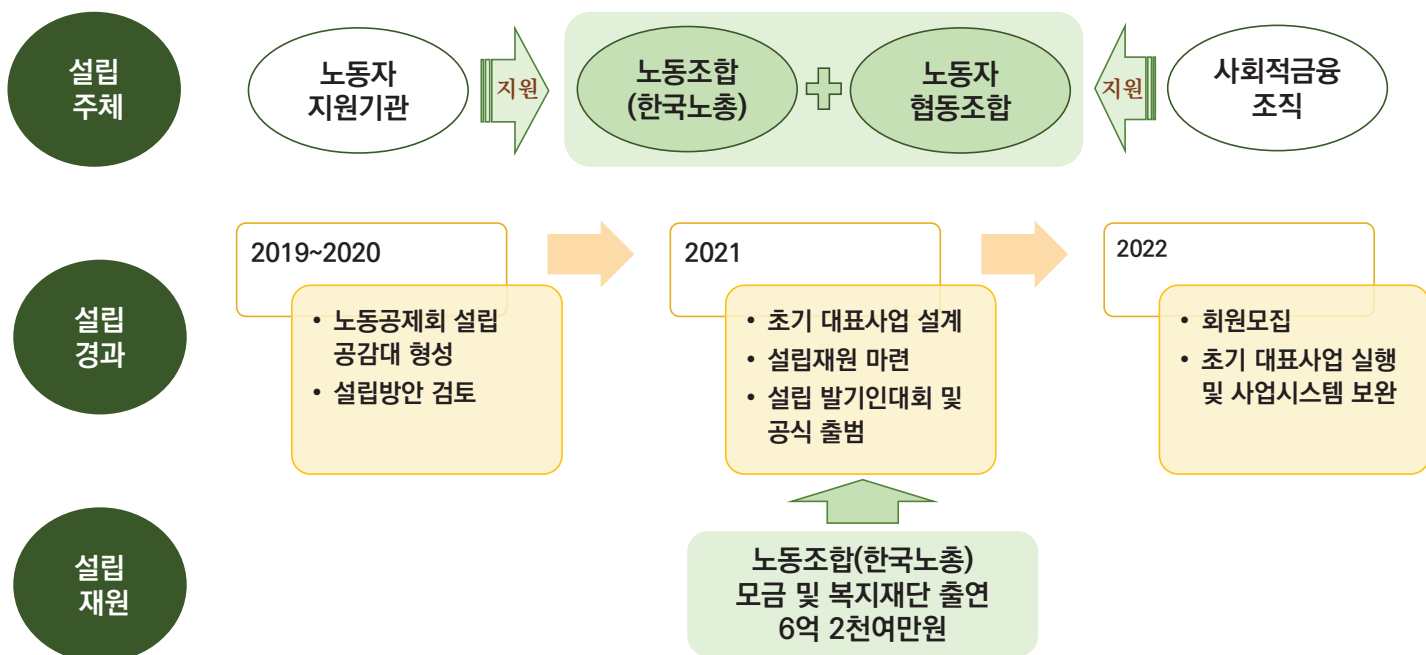 설립
주체
노동자
지원기관
지원
노동조합
(한국노총)
노동자
협동조합
지원
사회적금융
조직
설립
경과
2019~2020
• 노동공제회 설립
공감대 형성
• 설립방안 검토
2021
• 초기 대표사업 설계
• 설립재원 마련
• 설립 발기인대회 및
공식 출범
2022
• 회원모집
• 초기 대표사업 실행
및 사업시스템 보완
설립
재원
노동조합(한국노총)
모금 및 복지재단 출연
6억 2천여만원